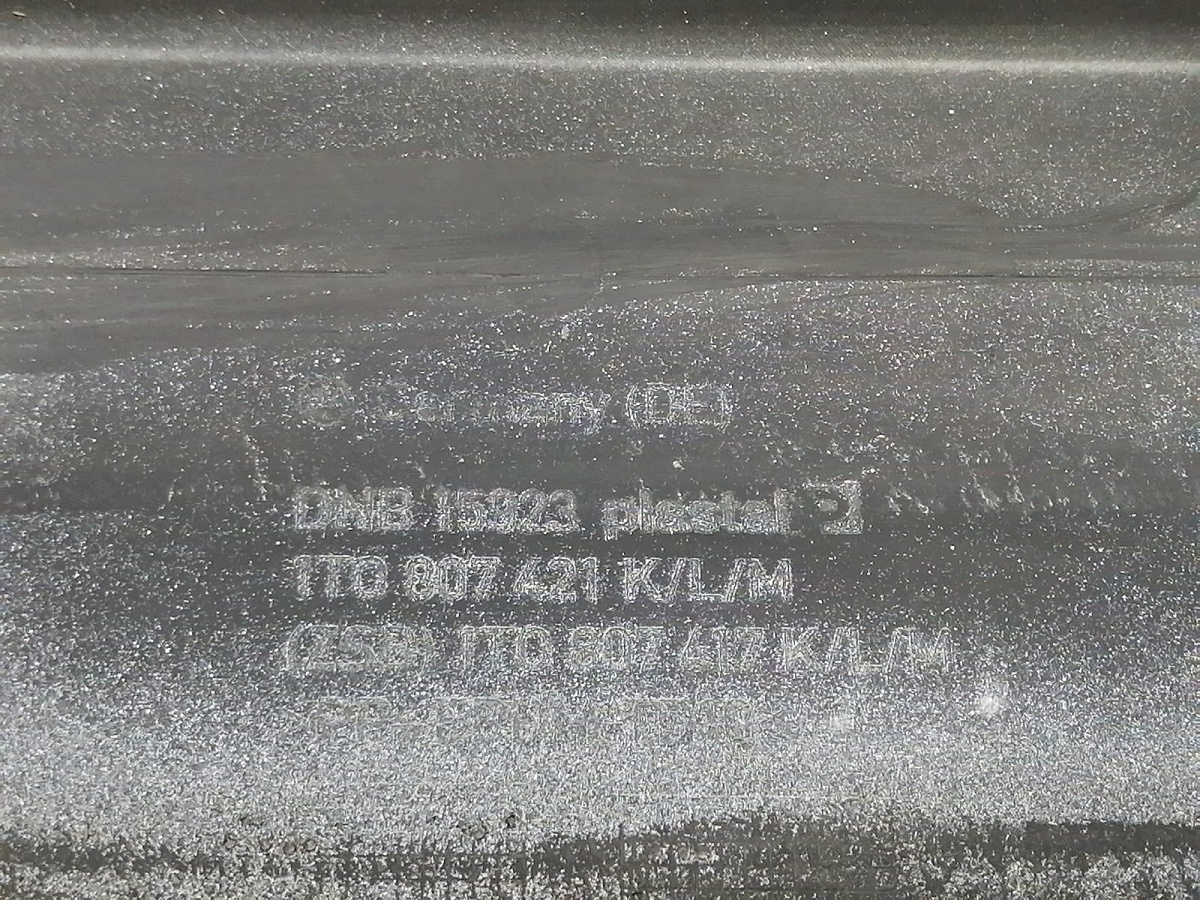 Germany (DE)
DNB 15923 plastal
1T0 807 421 K/L/M
(ZSB) 1T0 807 417 K/L/M